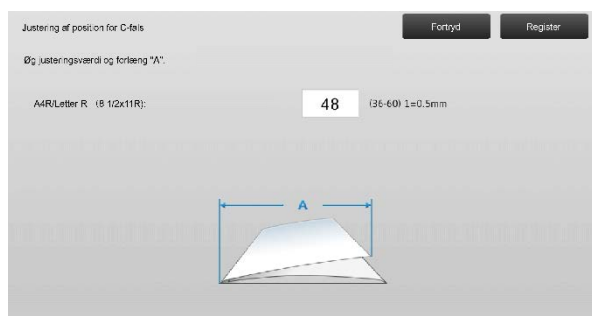 Justering af position for C-fals
Fortryd
Register
Øg justeringsværdi og forlæng "A".
A4R/Letter R (8 1/2x11R): 48 (36-60) 1=0.5mm
A